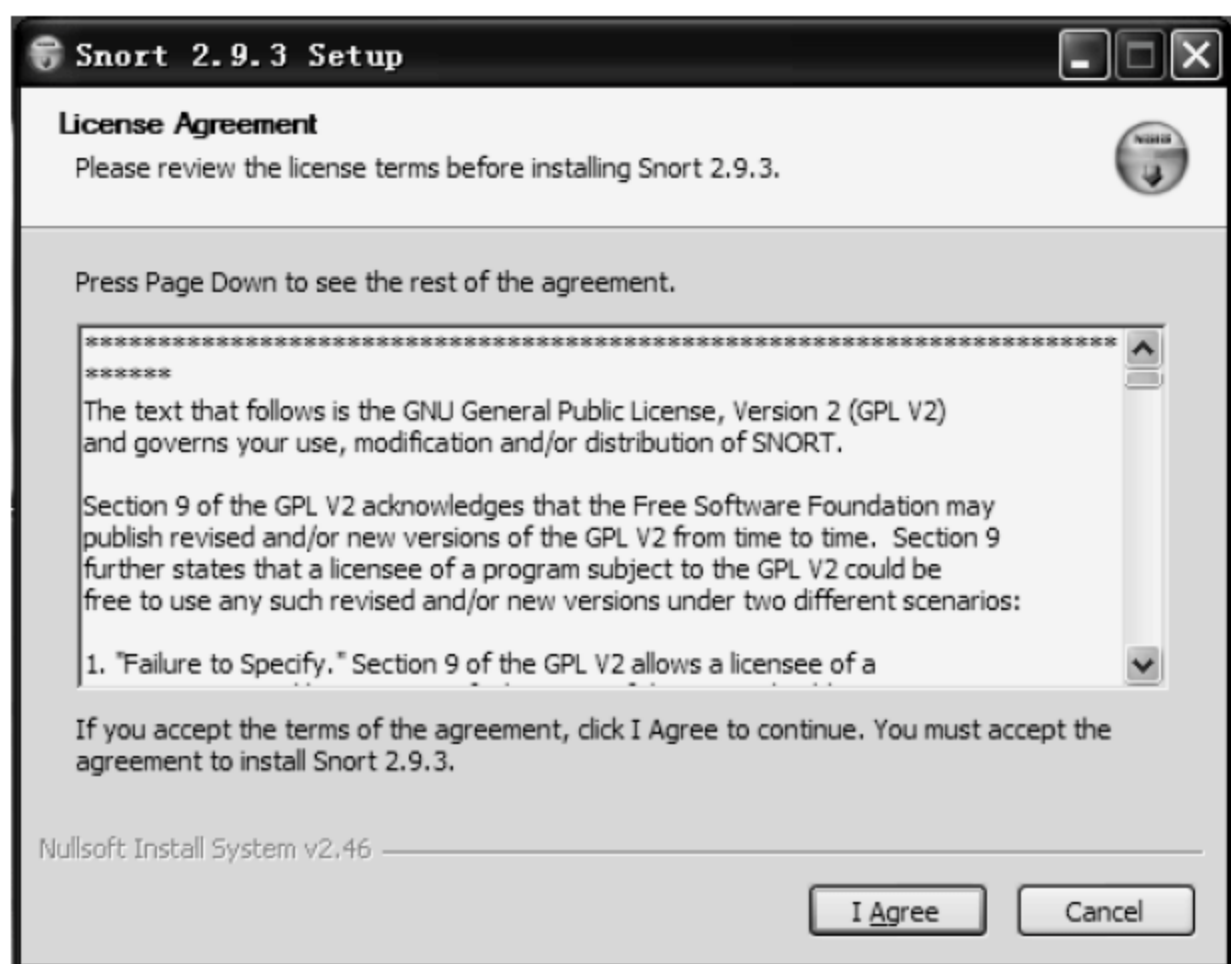 Snort 2.9.3 Setup
License Agreement
Please review the license terms before installing Snort 2.9.3.
Press Page Down to see the rest of the agreement.
***********************************************************************
******
The text that follows is the GNU General Public License, Version 2 (GPL V2)
and governs your use, modification and/or distribution of SNORT.
Section 9 of the GPL V2 acknowledges that the Free Software Foundation may
publish revised and/or new versions of the GPL V2 from time to time.  Section 9
further states that a licensee of a program subject to the GPL V2 could be
free to use any such revised and/or new versions under two different scenarios:
1. "Failure to Specify." Section 9 of the GPL V2 allows a licensee of a
If you accept the terms of the agreement, click I Agree to continue. You must accept the
agreement to install Snort 2.9.3.
Nullsoft Install System v2.46
I Agree
Cancel